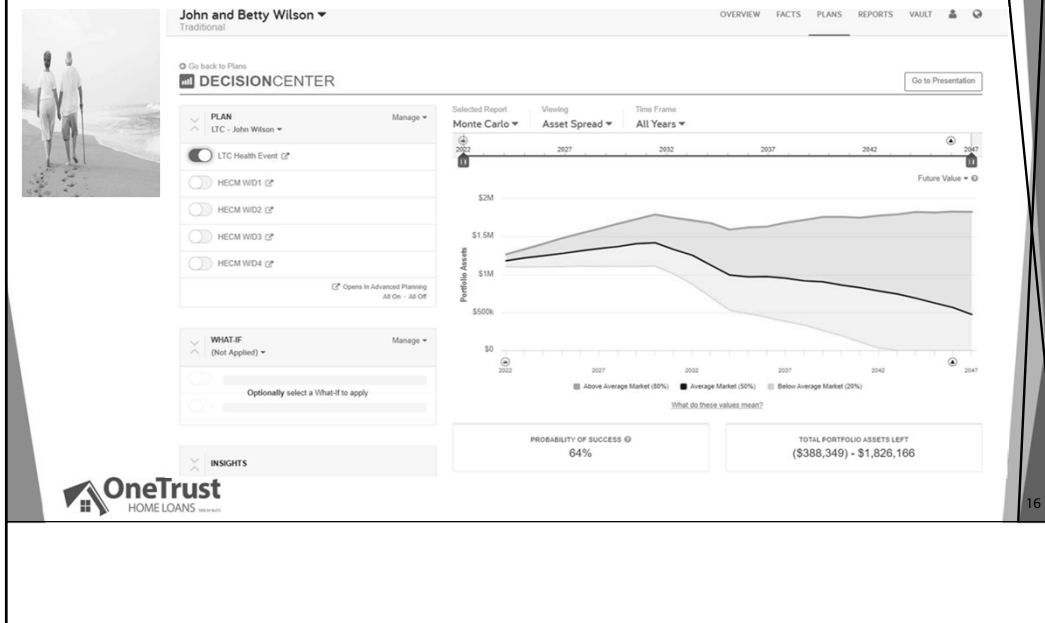 John and Betty Wilson
Traditional
OVERVIEW FACTS PLANS REPORTS VAULT
Go back to Plans
DECISIONCENTER
Go to Presentation
PLAN
LTC - John Wilson
Manage
LTC Health Event
HECM W/D1
HECM W/D2
HECM W/D3
HECM W/D4
Opens In Advanced Planning
All On - All Off
WHAT-IF
(Not Applied)
Manage
Optionally select a What-If to apply
INSIGHTS
Selected Report Viewing Time Frame
Monte Carlo Asset Spread All Years
2022 2027 2032 2037 2042 2047
Future Value
$2M
$1.5M
$1M
$500k
$0
Portfolio Assets
2022 2027 2032 2037 2042 2047
Above Average Market (80%) Average Market (50%) Below Average Market (20%)
What do these values mean?
PROBABILITY OF SUCCESS
64%
TOTAL PORTFOLIO ASSETS LEFT
($388,349) - $1,826,166
OneTrust
HOME LOANS
16